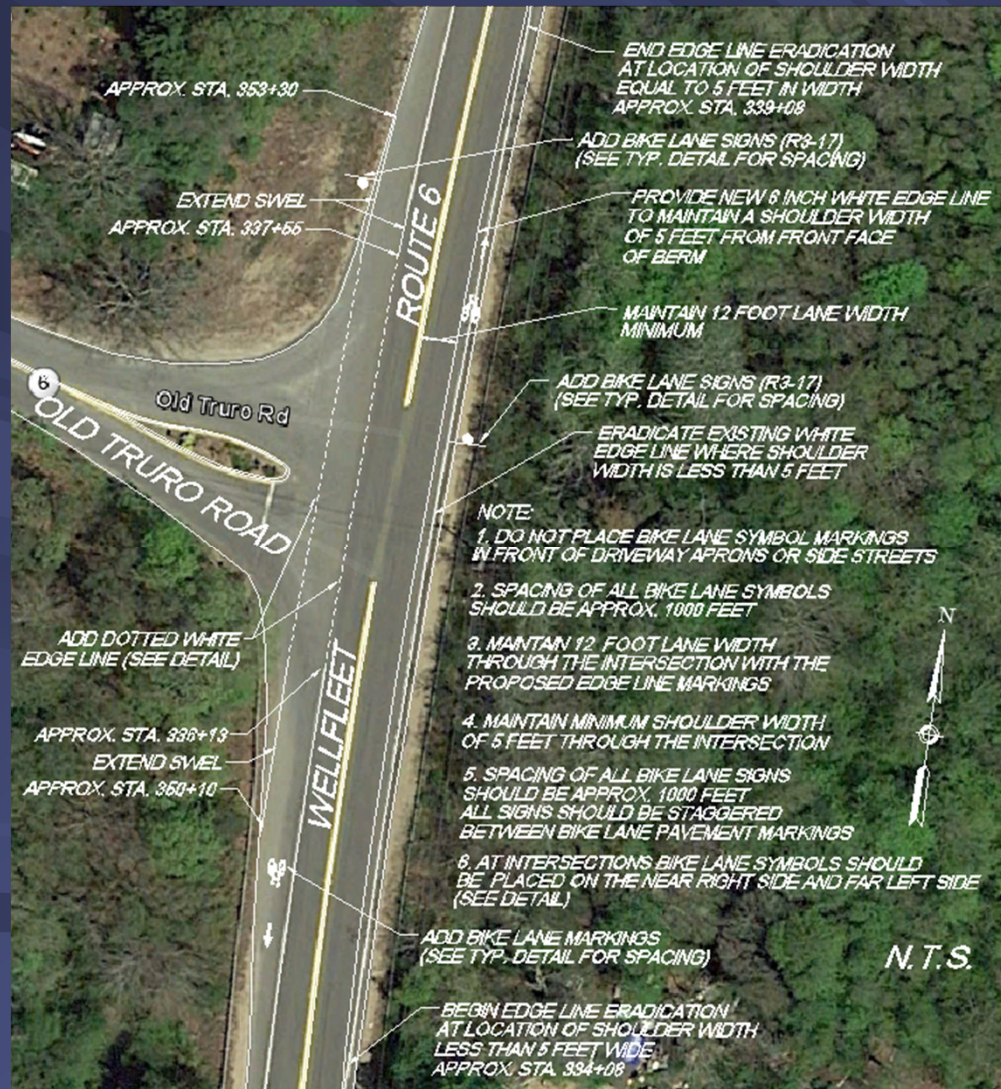 END EDGE LINE ERADICATION
AT LOCATION OF SHOULDER WIDTH
EQUAL TO 5 FEET IN WIDTH
APPROX. STA. 339+08
APPROX. STA. 353+30
ADD BIKE LANE SIGNS (R3-17)
(SEE TYP. DETAIL FOR SPACING)
EXTEND SWEL
APPROX. STA. 337+55
PROVIDE NEW 6 INCH WHITE EDGE LINE
TO MAINTAIN A SHOULDER WIDTH
OF 5 FEET FROM FRONT FACE
OF BERM
ROUTE 6
MAINTAIN 12 FOOT LANE WIDTH
MINIMUM
6
Old Truro Rd
OLD TRURO ROAD
ADD BIKE LANE SIGNS (R3-17)
(SEE TYP. DETAIL FOR SPACING)
ERADICATE EXISTING WHITE
EDGE LINE WHERE SHOULDER
WIDTH IS LESS THAN 5 FEET
NOTE:
1. DO NOT PLACE BIKE LANE SYMBOL MARKINGS
IN FRONT OF DRIVEWAY APRONS OR SIDE STREETS
2. SPACING OF ALL BIKE LANE SYMBOLS
SHOULD BE APPROX. 1000 FEET
3. MAINTAIN 12 FOOT LANE WIDTH
THROUGH THE INTERSECTION WITH THE
PROPOSED EDGE LINE MARKINGS
4. MAINTAIN MINIMUM SHOULDER WIDTH
OF 5 FEET THROUGH THE INTERSECTION
5. SPACING OF ALL BIKE LANE SIGNS
SHOULD BE APPROX. 1000 FEET
ALL SIGNS SHOULD BE STAGGERED
BETWEEN BIKE LANE PAVEMENT MARKINGS
6. AT INTERSECTIONS BIKE LANE SYMBOLS SHOULD
BE PLACED ON THE NEAR RIGHT SIDE AND FAR LEFT SIDE
(SEE DETAIL)
N
ADD DOTTED WHITE
EDGE LINE (SEE DETAIL)
APPROX. STA. 336+13
EXTEND SWEL
APPROX. STA. 350+10
WELLFLEET
ADD BIKE LANE MARKINGS
(SEE TYP. DETAIL FOR SPACING)
N.T.S.
BEGIN EDGE LINE ERADICATION
AT LOCATION OF SHOULDER WIDTH
LESS THAN 5 FEET WIDE
APPROX. STA. 334+08